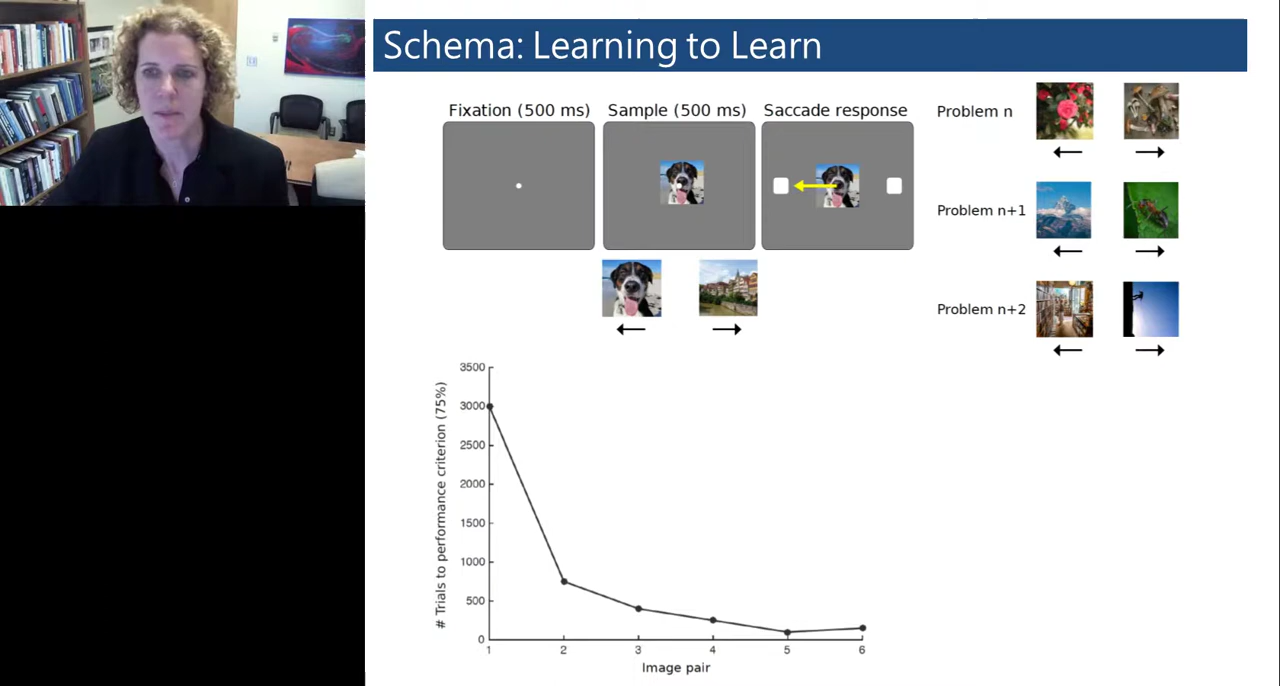 Schema: Learning to Learn
Fixation (500 ms)
Sample (500 ms)
Saccade response
Problem n
Problem n+1
Problem n+2
# Trials to performance criterion (75%)
3500
3000
2500
2000
1500
1000
500
0
1 2 3 4 5 6
Image pair